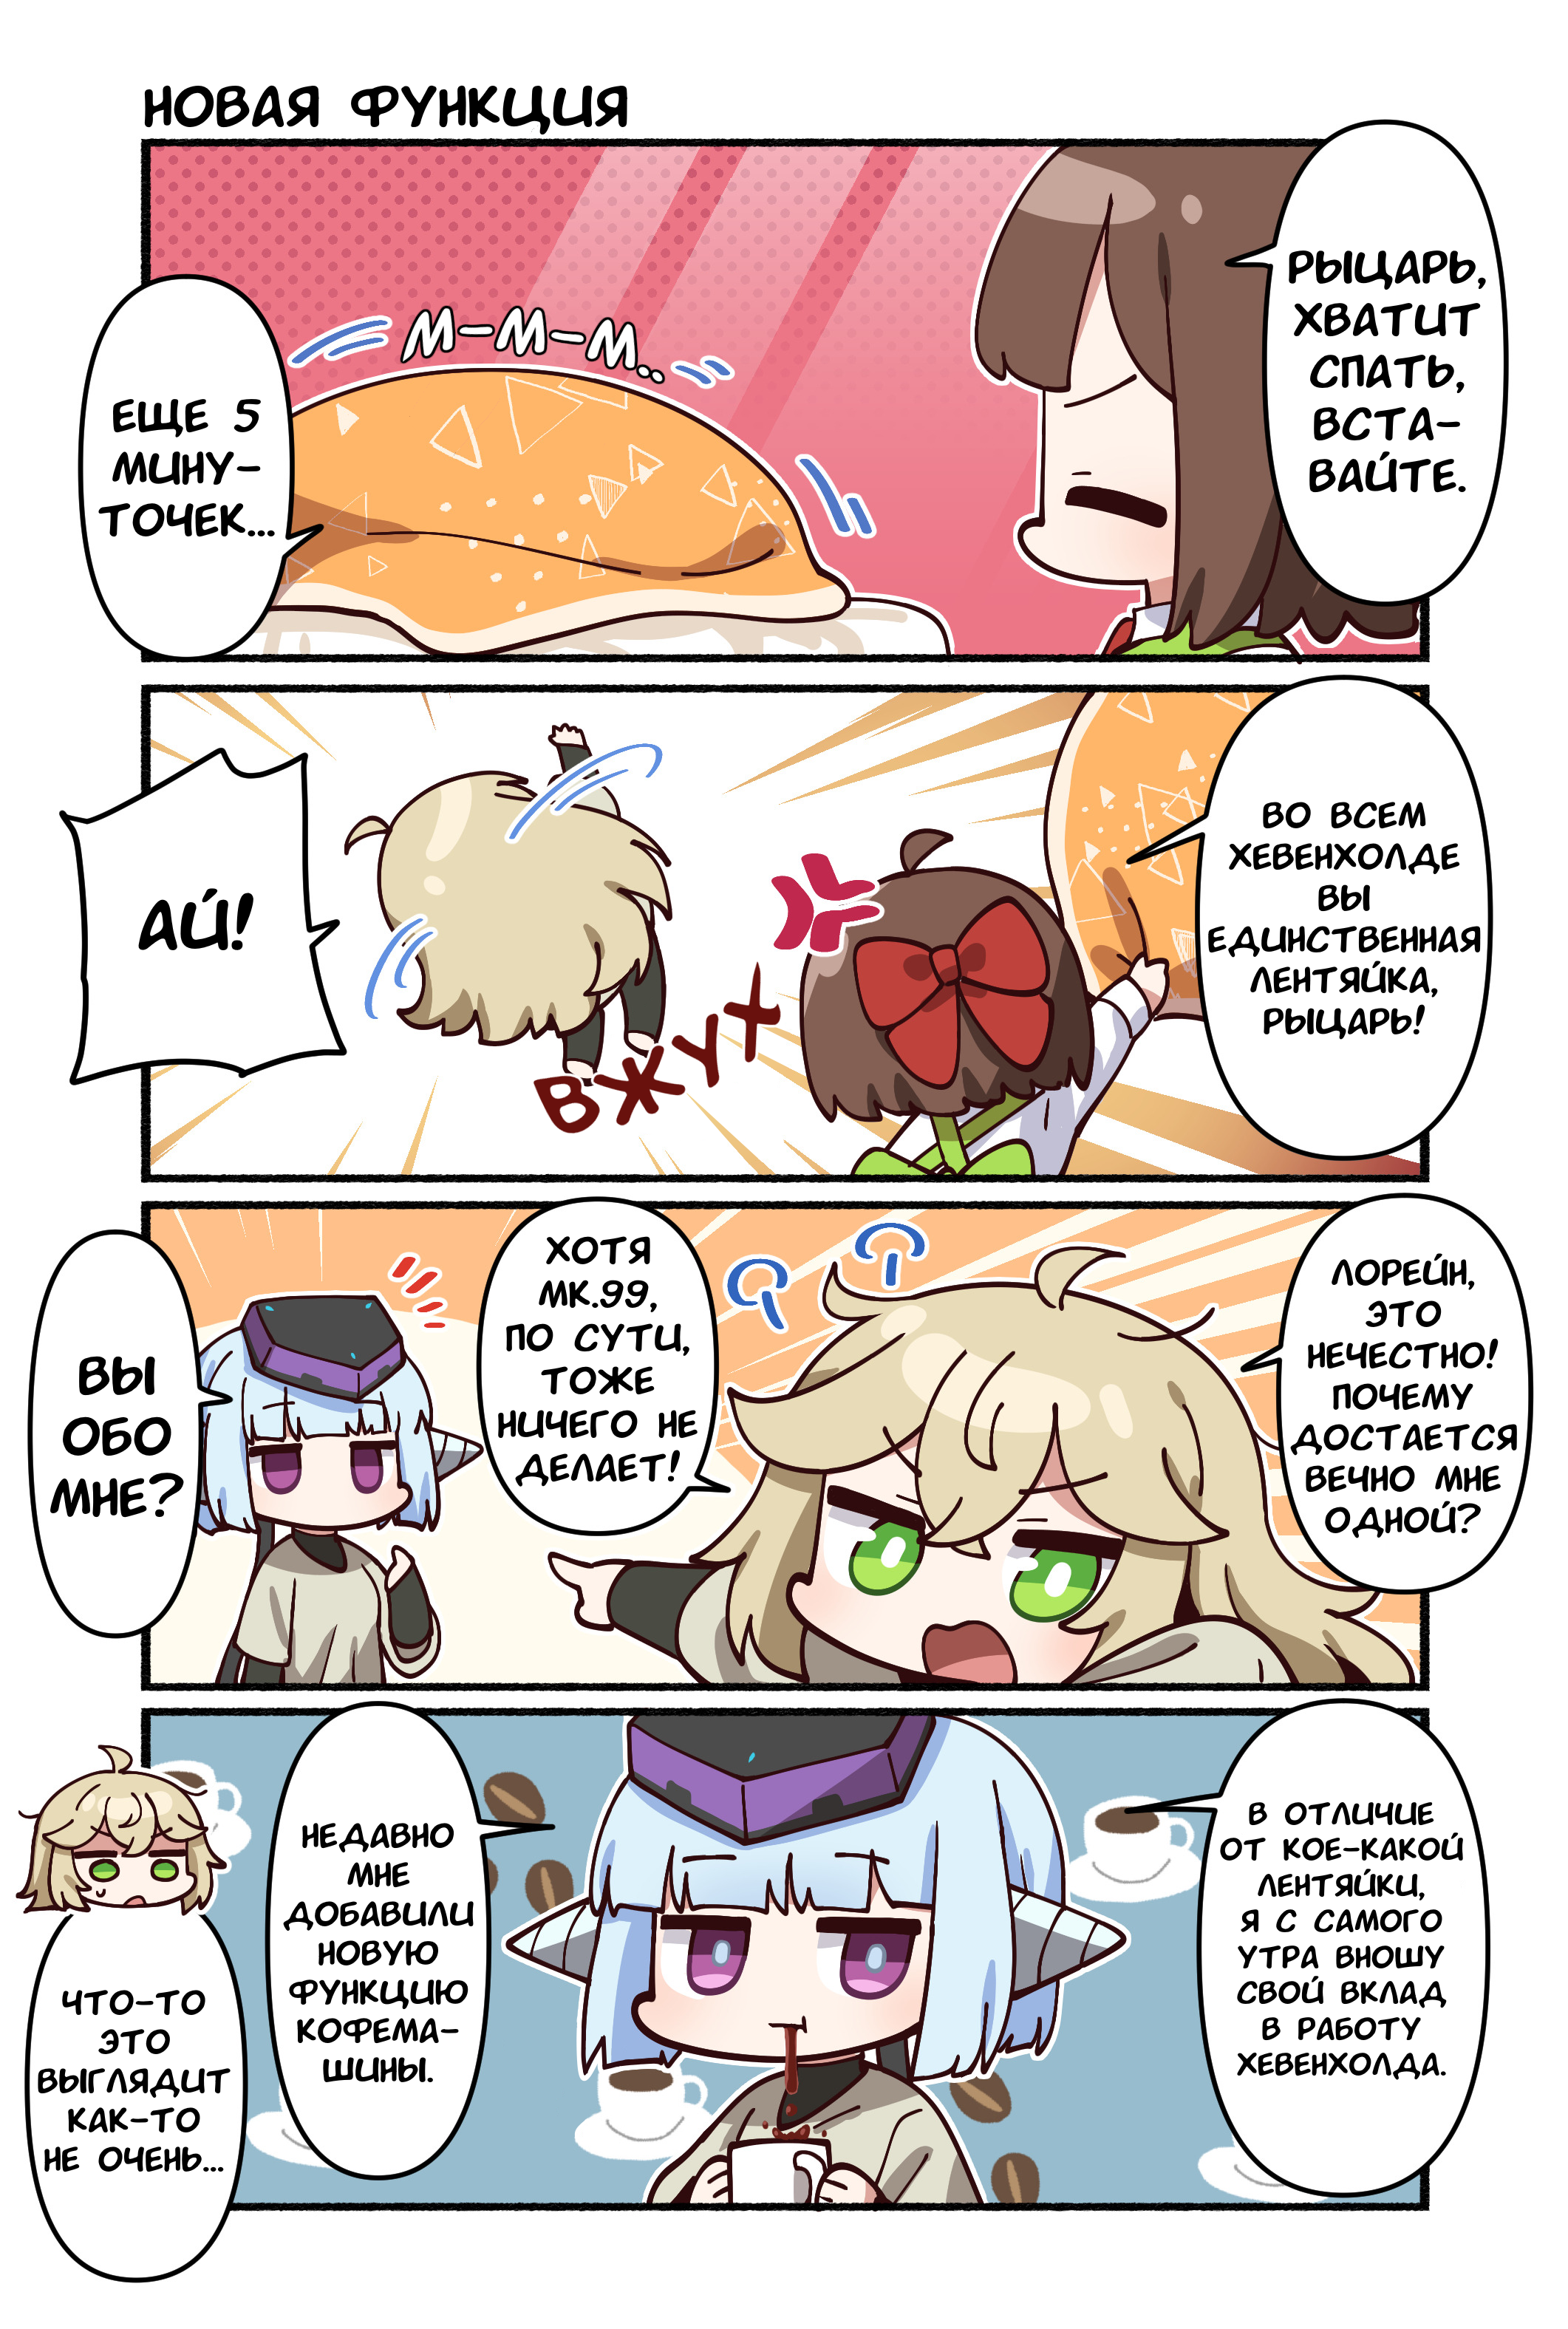 НОВАЯ ФУНКЦИЯ
РЫЦАРЬ,
ХВАТИТ
СПАТЬ,
ВСТА-
ВАЙТЕ.
М-М-М..
ЕЩЕ 5
МИНУ-
ТОЧЕК...
ВО ВСЕМ
ХЕВЕНХОЛДЕ
ВЫ
ЕДИНСТВЕННАЯ
ЛЕНТЯЙКА,
РЫЦАРЬ!
ВЖУХ
АЙ!
ЛОРЕЙН,
ЭТО
НЕЧЕСТНО!
ПОЧЕМУ
ДОСТАЕТСЯ
ВЕЧНО МНЕ
ОДНОЙ?
ХОТЯ
МК.99,
ПО СУТИ,
ТОЖЕ
НИЧЕГО НЕ
ДЕЛАЕТ!
ВЫ
ОБО
МНЕ?
В ОТЛИЧИЕ
ОТ КОЕ-КАКОЙ
ЛЕНТЯЙКИ,
Я С САМОГО
УТРА ВНОШУ
СВОЙ ВКЛАД
В РАБОТУ
ХЕВЕНХОЛДА.
НЕДАВНО
МНЕ
ДОБАВИЛИ
НОВУЮ
ФУНКЦИЮ
КОФЕМА-
ШИНЫ.
ЧТО-ТО
ЭТО
ВЫГЛЯДИТ
КАК-ТО
НЕ ОЧЕНЬ...